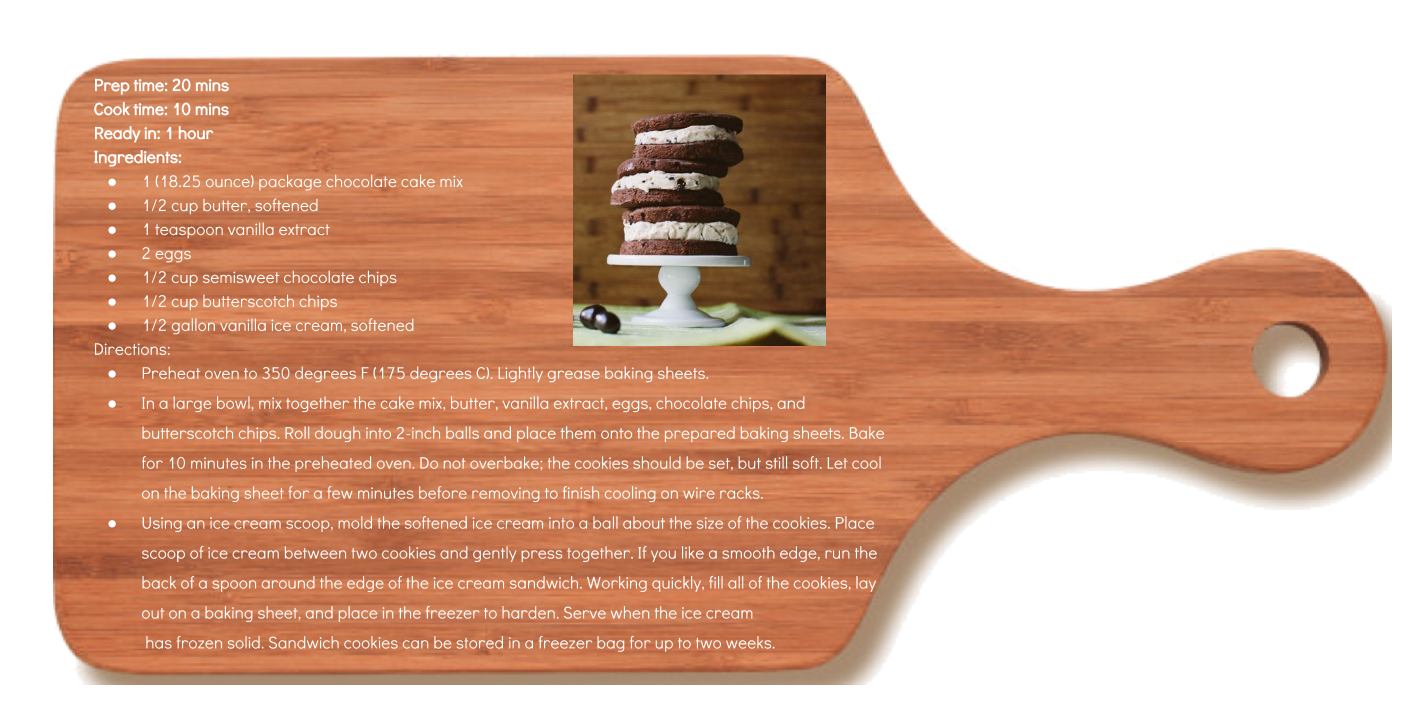 Prep time: 20 mins
Cook time: 10 mins
Ready in: 1 hour
Ingredients:
● 1 (18.25 ounce) package chocolate cake mix
● 1/2 cup butter, softened
● 1 teaspoon vanilla extract
● 2 eggs
● 1/2 cup semisweet chocolate chips
● 1/2 cup butterscotch chips
● 1/2 gallon vanilla ice cream, softened
Directions:
● Preheat oven to 350 degrees F (175 degrees C). Lightly grease baking sheets.
● In a large bowl, mix together the cake mix, butter, vanilla extract, eggs, chocolate chips, and
butterscotch chips. Roll dough into 2-inch balls and place them onto the prepared baking sheets. Bake
for 10 minutes in the preheated oven. Do not overbake; the cookies should be set, but still soft. Let cool
on the baking sheet for a few minutes before removing to finish cooling on wire racks.
● Using an ice cream scoop, mold the softened ice cream into a ball about the size of the cookies. Place
scoop of ice cream between two cookies and gently press together. If you like a smooth edge, run the
back of a spoon around the edge of the ice cream sandwich. Working quickly, fill all of the cookies, lay
out on a baking sheet, and place in the freezer to harden. Serve when the ice cream
has frozen solid. Sandwich cookies can be stored in a freezer bag for up to two weeks.